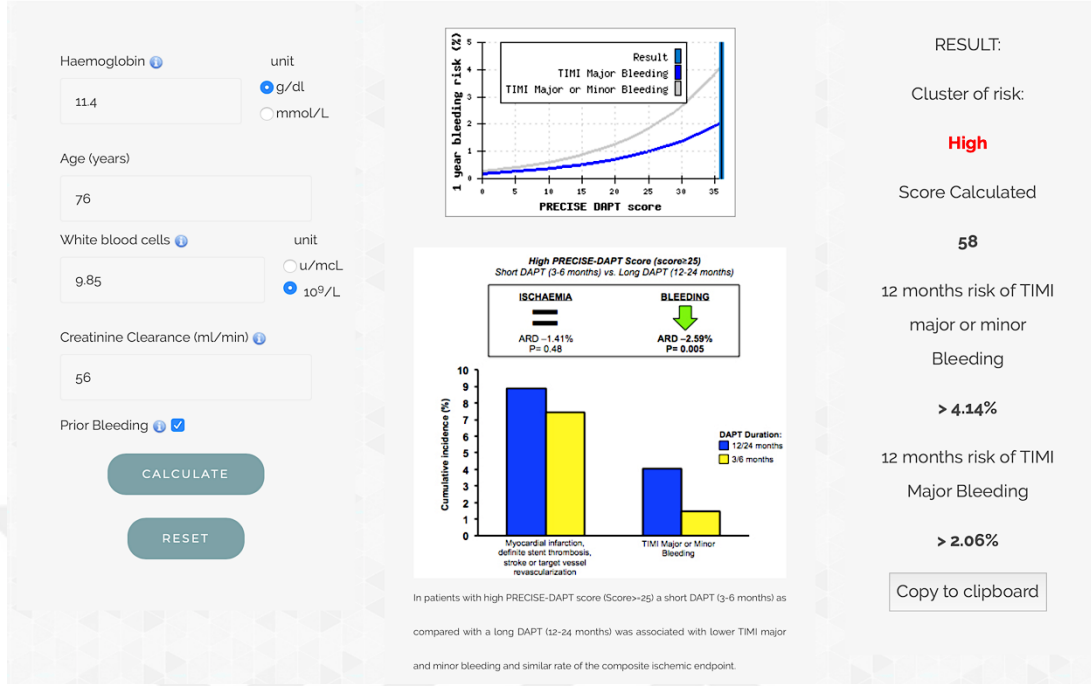 Haemoglobin
unit
11.4
g/dl
mmol/L
Age (years)
76
White blood cells
unit
9.85
u/mcL
10⁹/L
Creatinine Clearance (ml/min)
56
Prior Bleeding
CALCULATE
RESET
1 year bleeding risk (%)
5
4
3
2
1
0
Result
TIMI Major Bleeding
TIMI Major or Minor Bleeding
0 5 10 15 20 25 30 35
PRECISE DAPT score
High PRECISE-DAPT Score (score≥25)
Short DAPT (3-6 months) vs. Long DAPT (12-24 months)
ISCHAEMIA
ARD –1.41%
P= 0.48
BLEEDING
ARD –2.59%
P= 0.005
Cumulative incidence (%)
10
9
8
7
6
5
4
3
2
1
0
DAPT Duration:
12/24 months
3/6 months
Myocardial infarction,
definite stent thrombosis,
stroke or target vessel
revascularization
TIMI Major or Minor
Bleeding
In patients with high PRECISE-DAPT score (Score>=25) a short DAPT (3-6 months) as
compared with a long DAPT (12-24 months) was associated with lower TIMI major
and minor bleeding and similar rate of the composite ischemic endpoint.
RESULT:
Cluster of risk:
High
Score Calculated
58
12 months risk of TIMI
major or minor
Bleeding
> 4.14%
12 months risk of TIMI
Major Bleeding
> 2.06%
Copy to clipboard